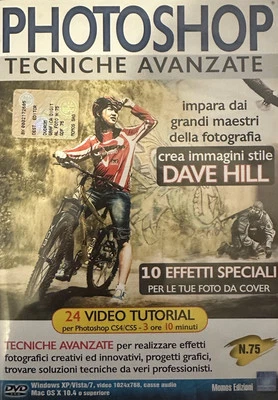 PHOTOSHOP
TECNICHE AVANZATE
impara dai
grandi maestri
della fotografia
crea immagini stile
DAVE HILL
10 EFFETTI SPECIALI
PER LE TUE FOTO DA COVER
24 VIDEO TUTORIAL
per Photoshop CS4/CS5 - 3 ore 10 minuti
N.75
TECNICHE AVANZATE per realizzare effetti
fotografici creativi ed innovativi, progetti grafici,
trovare soluzioni tecniche da veri professionisti.
DVD
Windows XP/Vista/7, video 1024x768, casse audio
Mac OS X 10.4 o superiore
Momos Edizioni